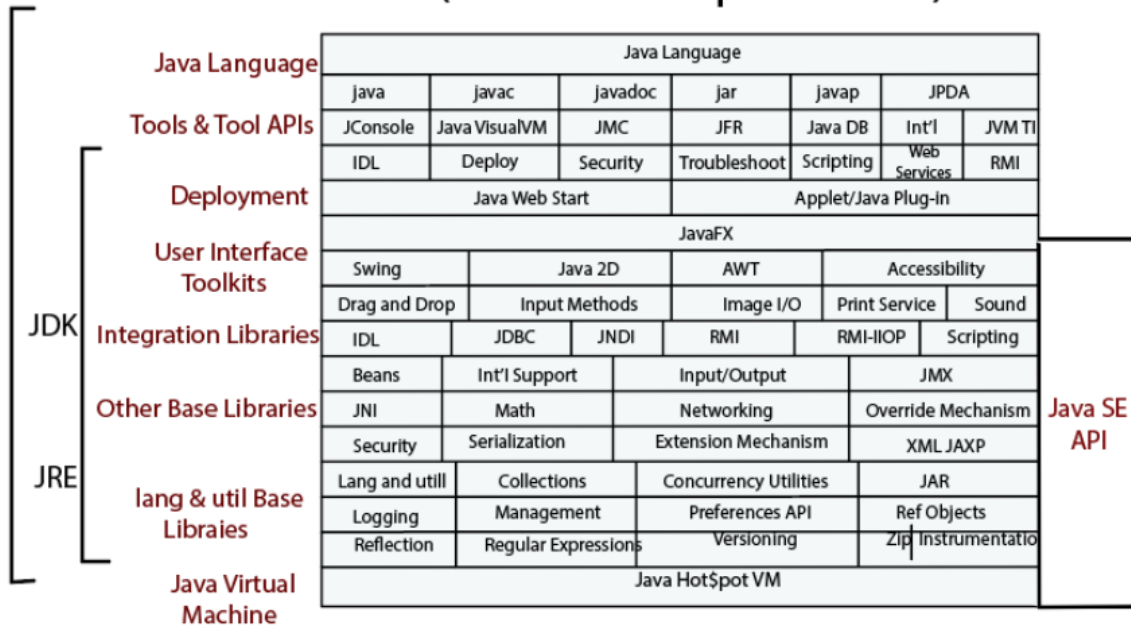 Java Language
Java Language
java javac javadoc jar javap JPDA
Tools & Tool APIs
JConsole Java VisualVM JMC JFR Java DB Int'l JVM TI
IDL Deploy Security Troubleshoot Scripting Web Services RMI
Deployment
Java Web Start Applet/Java Plug-in
JavaFX
User Interface
Toolkits
Swing Java 2D AWT Accessibility
Drag and Drop Input Methods Image I/O Print Service Sound
JDK
Integration Libraries
IDL JDBC JNDI RMI RMI-IIOP Scripting
Beans Int'l Support Input/Output JMX
Other Base Libraries
JNI Math Networking Override Mechanism
Java SE
API
Security Serialization Extension Mechanism XML JAXP
JRE
lang & util Base
Libraies
Lang and utill Collections Concurrency Utilities JAR
Logging Management Preferences API Ref Objects
Reflection Regular Expressions Versioning Zip Instrumentatio
Java Virtual
Machine
Java Hot$pot VM